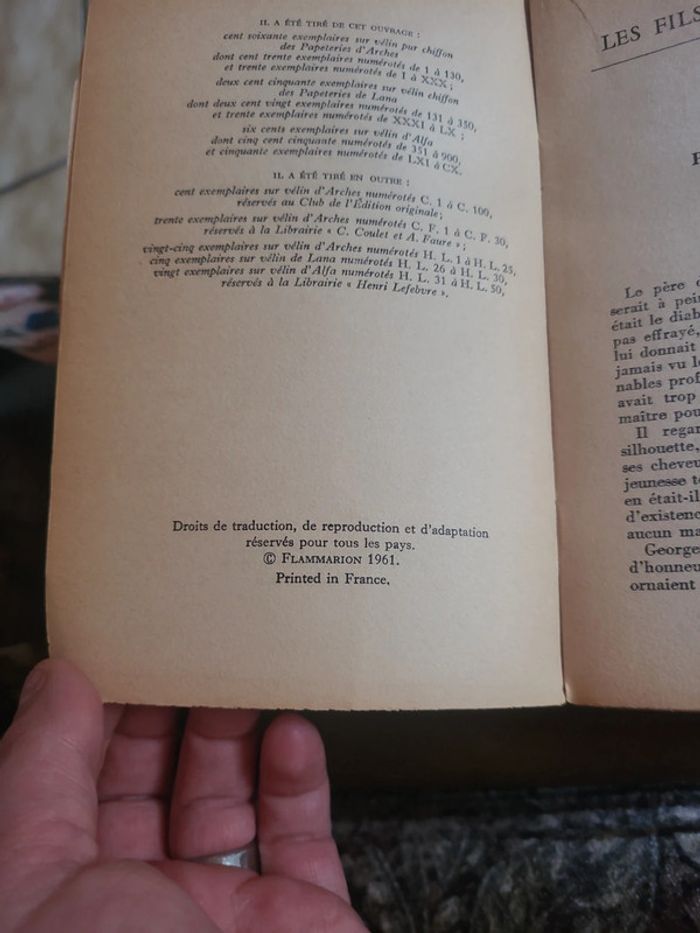 IL A ÉTÉ TIRÉ DE CET OUVRAGE :
cent soixante exemplaires sur vélin pur chiffon
des Papeteries d'Arches
dont cent trente exemplaires numérotés de 1 à 130,
et trente exemplaires numérotés de I à XXX ;
deux cent cinquante exemplaires sur vélin chiffon
des Papeteries de Lana
dont deux cent vingt exemplaires numérotés de 131 à 350,
et trente exemplaires numérotés de XXXI à LX ;
six cents exemplaires sur vélin d'Alfa
dont cinq cent cinquante numérotés de 351 à 900,
et cinquante exemplaires numérotés de LXI à CX.
IL A ÉTÉ TIRÉ EN OUTRE :
cent exemplaires sur vélin d'Arches numérotés C. 1 à C. 100,
réservés au Club de l'Édition originale ;
trente exemplaires sur vélin d'Arches numérotés C. F. 1 à C. F. 30,
réservés à la Librairie « C. Coulet et A. Faure » ;
vingt-cinq exemplaires sur vélin d'Arches numérotés H. L. 1 à H. L. 25,
cinq exemplaires sur vélin de Lana numérotés H. L. 26 à H. L. 30,
vingt exemplaires sur vélin d'Alfa numérotés H. L. 31 à H. L. 50,
réservés à la Librairie « Henri Lefebvre ».
Droits de traduction, de reproduction et d'adaptation
réservés pour tous les pays.
© FLAMMARION 1961.
Printed in France.
LES FILS
Le père
serait à
était le
pas effrayé,
lui donnait
jamais vu
nables
avait trop
maître
Il
silhouette,
ses
jeunesse
en était-il
aucun
George
ornaient